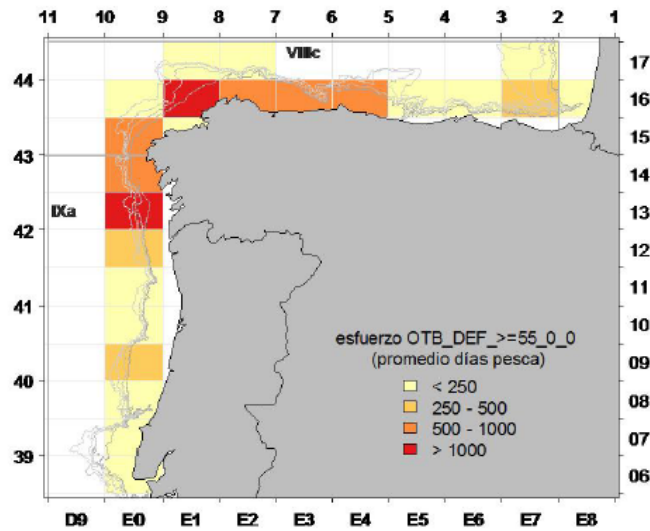 11 10 9 8 7 6 5 4 3 2 1
VIIIc
IXa
44
43
42
41
40
39
17
16
15
14
13
12
11
10
09
08
07
06
esfuerzo OTB_DEF_>=55_0_0
(promedio días pesca)
< 250
250 - 500
500 - 1000
> 1000
D9 E0 E1 E2 E3 E4 E5 E6 E7 E8